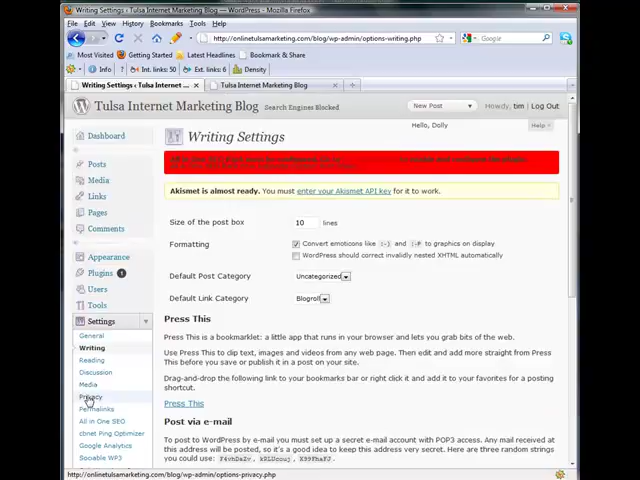 Writing Settings ‹ Tulsa Internet Marketing Blog — WordPress - Mozilla Firefox
File Edit View History Bookmarks Tools Help
http://onlinetulsamarketing.com/blog/wp-admin/options-writing.php
Google
Most Visited Getting Started Latest Headlines Bookmark & Share
Info Int. links: 50 Ext. links: 6 Density
Writing Settings ‹ Tulsa Internet ... Tulsa Internet Marketing Blog
Tulsa Internet Marketing Blog Search Engines Blocked New Post Howdy, tim | Log Out
Hello, Dolly Help
Dashboard
Writing Settings
Posts
Media
Links
Pages
Comments
Appearance
Plugins 1
Users
Tools
Settings
General
Writing
Reading
Discussion
Media
Privacy
Permalinks
All in One SEO
cbnet Ping Optimizer
Google Analytics
Sociable WP3
Akismet is almost ready. You must enter your Akismet API key for it to work.
Size of the post box 10 lines
Formatting Convert emoticons like :-) and :-P to graphics on display
WordPress should correct invalidly nested XHTML automatically
Default Post Category Uncategorized
Default Link Category Blogroll
Press This
Press This is a bookmarklet: a little app that runs in your browser and lets you grab bits of the web.
Use Press This to clip text, images and videos from any web page. Then edit and add more straight from Press
This before you save or publish it in a post on your site.
Drag-and-drop the following link to your bookmarks bar or right click it and add it to your favorites for a posting
shortcut.
Press This
Post via e-mail
To post to WordPress by e-mail you must set up a secret e-mail account with POP3 access. Any mail received at
this address will be posted, so it's a good idea to keep this address very secret. Here are three random strings
you could use:
http://onlinetulsamarketing.com/blog/wp-admin/options-privacy.php